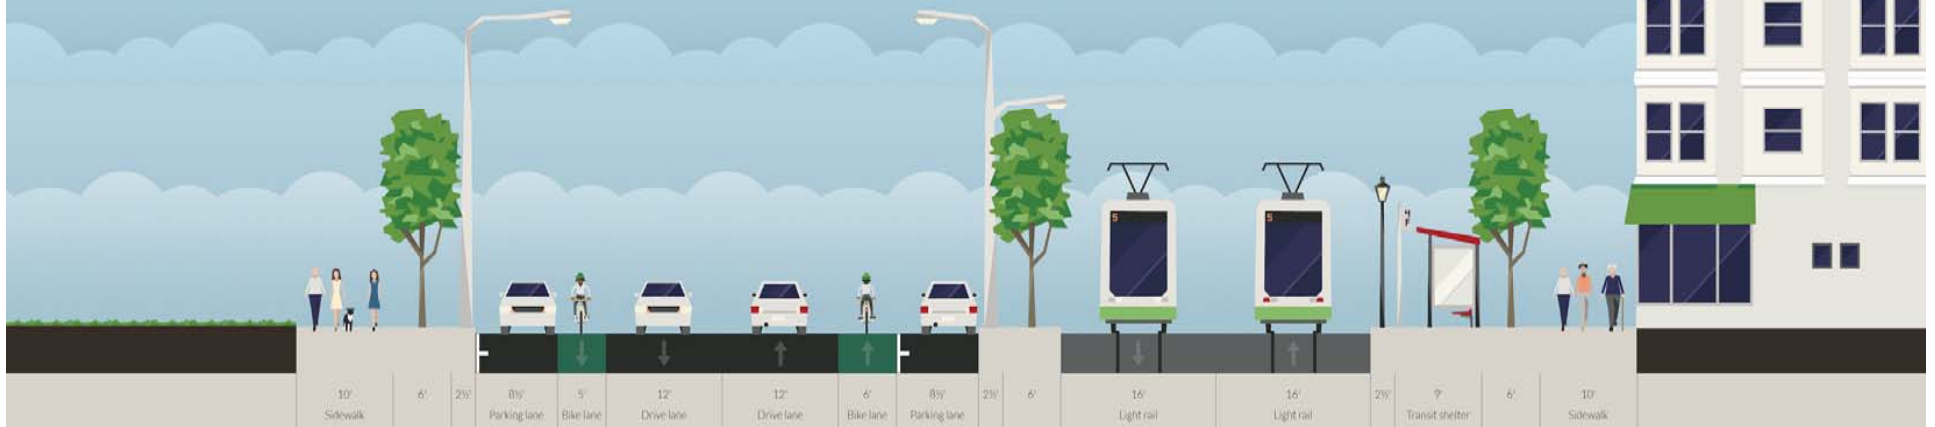 5
5
10' 6' 2½' 8½' 5' 12' 12' 6' 8½' 2½' 6' 16' 16' 2½' 9' 6' 10'
Sidewalk Parking lane Bike lane Drive lane Drive lane Bike lane Parking lane Light rail Light rail Transit shelter Sidewalk